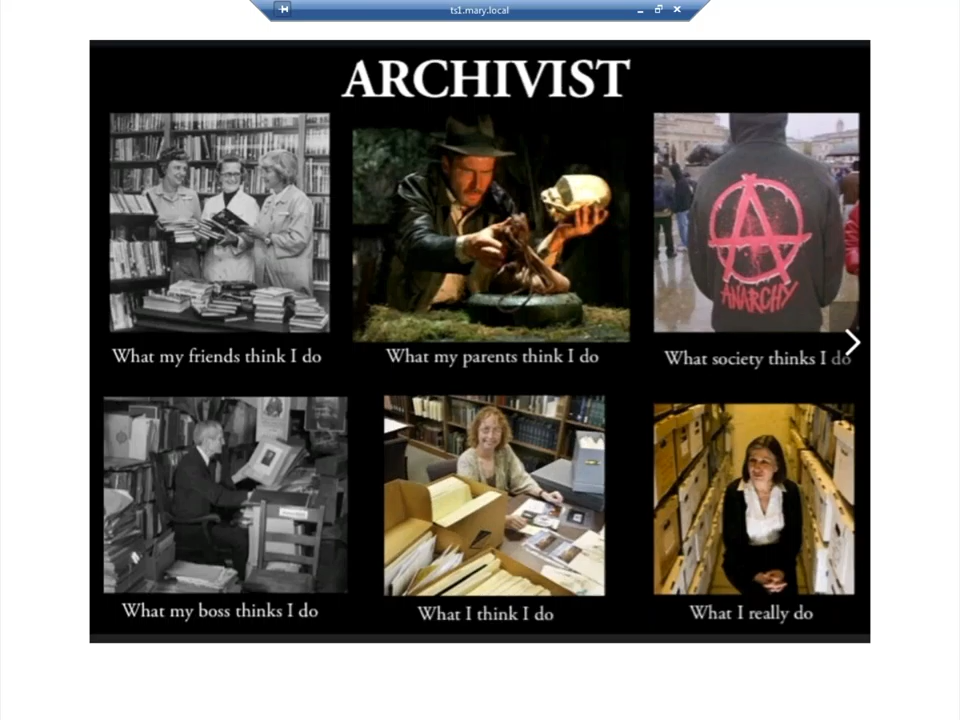 ts1.mary.local
ARCHIVIST
ANARCHY
What my friends think I do
What my parents think I do
What society thinks I do
What my boss thinks I do
What I think I do
What I really do